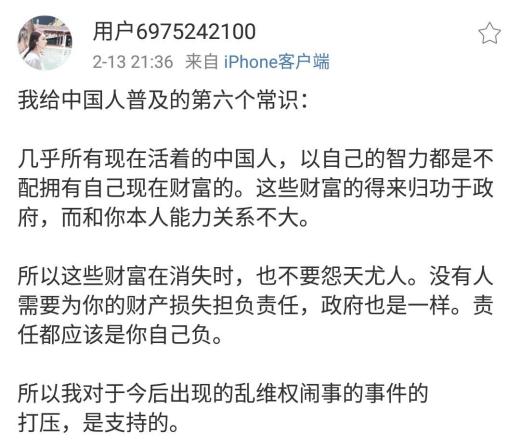 用户6975242100
2-13 21:36 来自 iPhone客户端
我给中国人普及的第六个常识：
几乎所有现在活着的中国人，以自己的智力都是不
配拥有自己现在财富的。这些财富的得来归功于政
府，而和你本人能力关系不大。
所以这些财富在消失时，也不要怨天尤人。没有人
需要为你的财产损失担负责任，政府也是一样。责
任都应该是你自己负。
所以我对于今后出现的乱维权闹事的事件的
打压，是支持的。